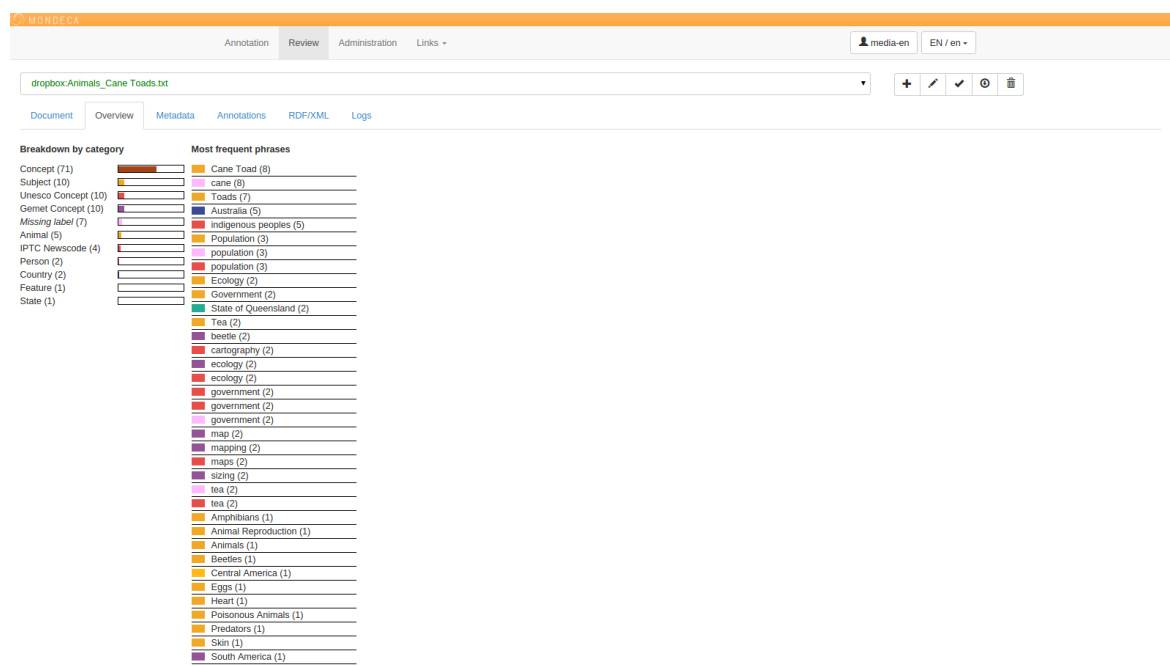 MONDECA
Annotation Review Administration Links
media-en EN / en
dropbox:Animals_Cane Toads.txt
Document Overview Metadata Annotations RDF/XML Logs
Breakdown by category
Concept (71)
Subject (10)
Unesco Concept (10)
Gemet Concept (10)
Missing label (7)
Animal (5)
IPTC Newscode (4)
Person (2)
Country (2)
Feature (1)
State (1)
Most frequent phrases
Cane Toad (8)
cane (8)
Toads (7)
Australia (5)
indigenous peoples (5)
Population (3)
population (3)
population (3)
Ecology (2)
Government (2)
State of Queensland (2)
Tea (2)
beetle (2)
cartography (2)
ecology (2)
ecology (2)
government (2)
government (2)
government (2)
map (2)
mapping (2)
maps (2)
sizing (2)
tea (2)
tea (2)
Amphibians (1)
Animal Reproduction (1)
Animals (1)
Beetles (1)
Central America (1)
Eggs (1)
Heart (1)
Poisonous Animals (1)
Predators (1)
Skin (1)
South America (1)